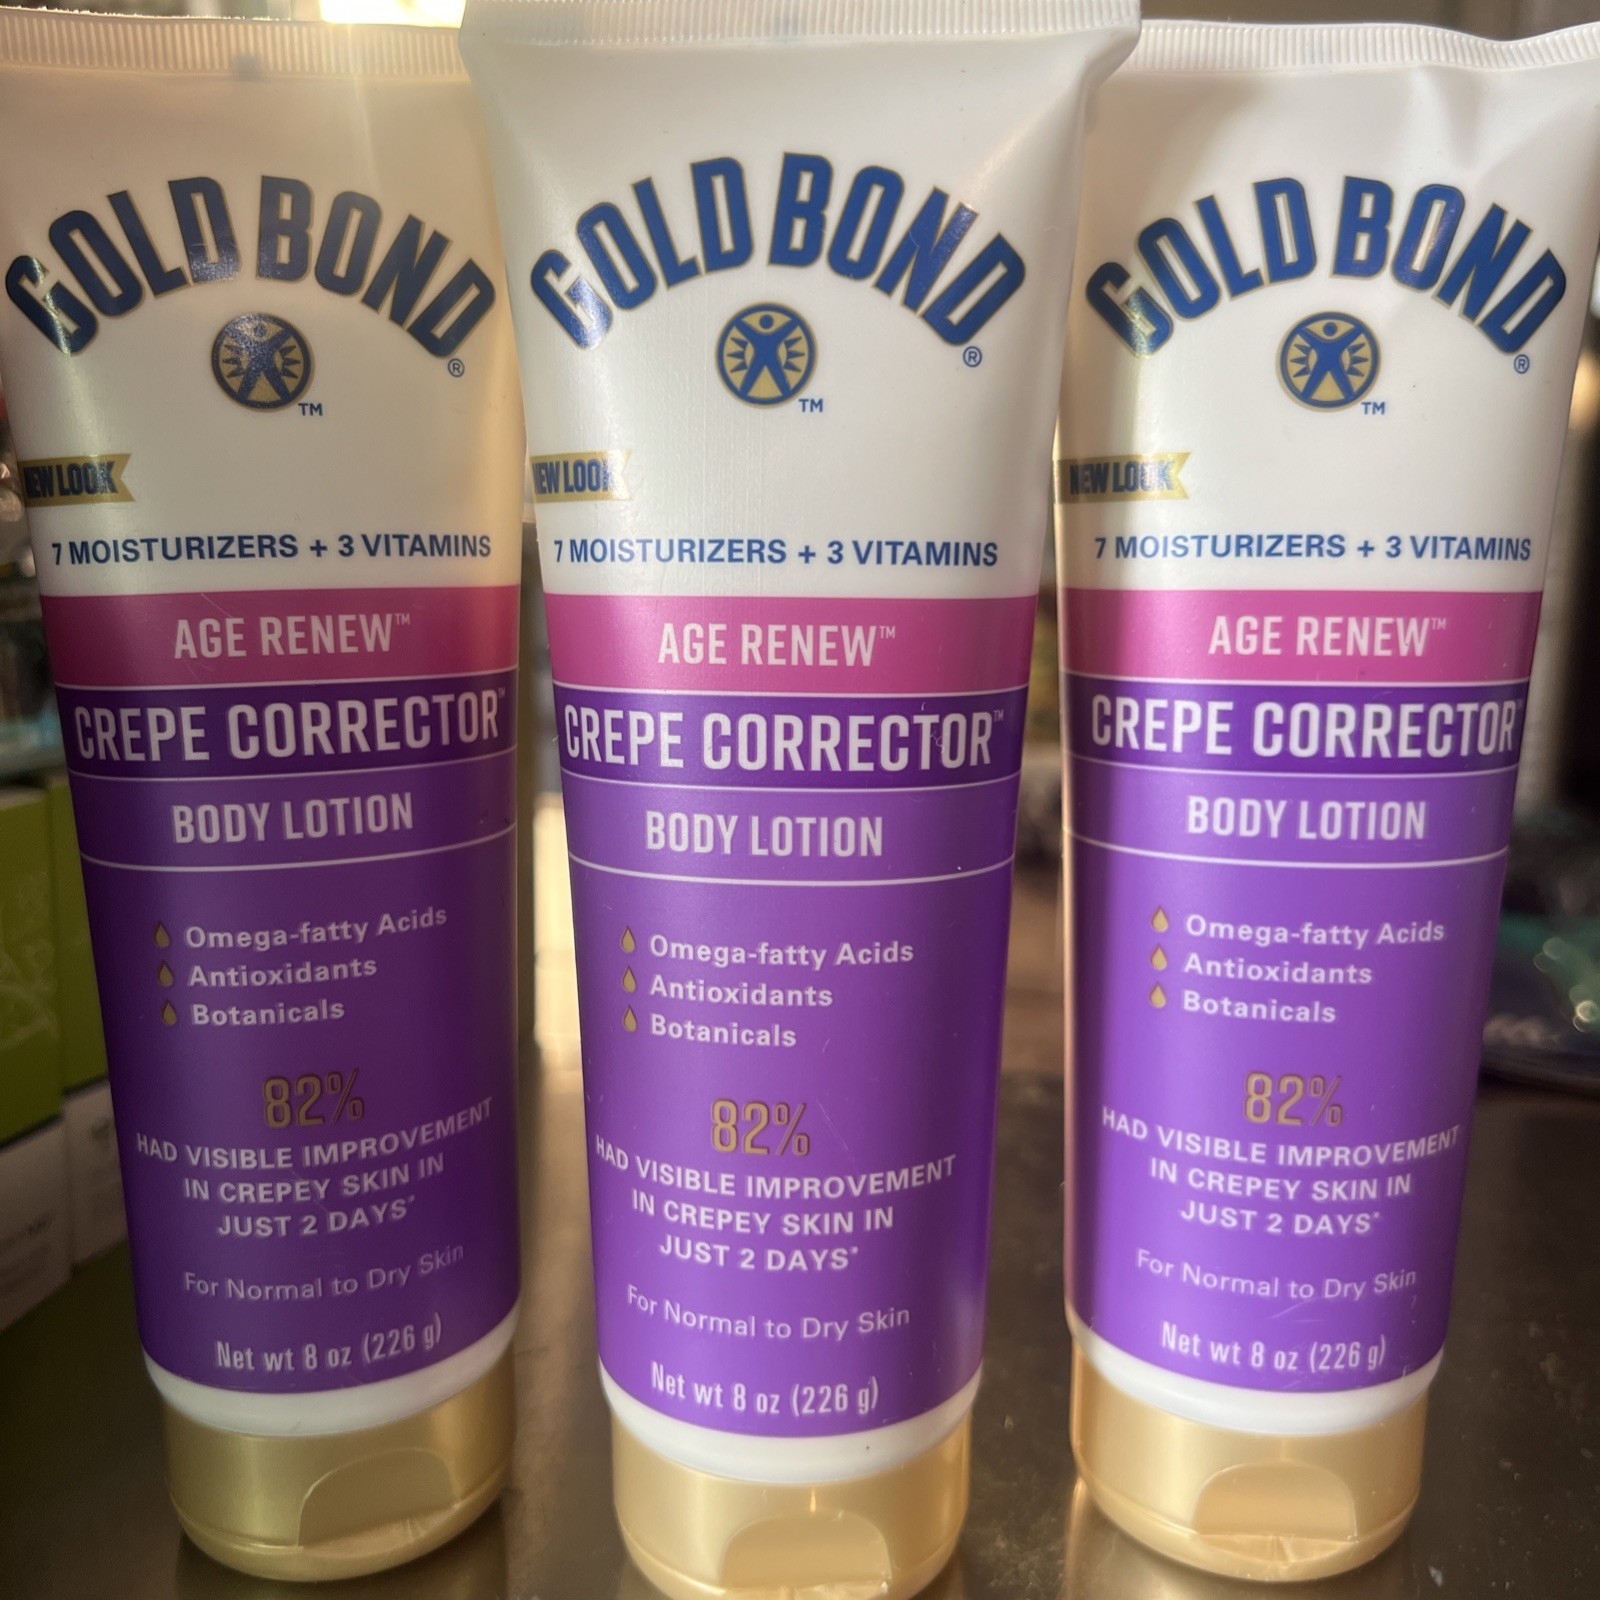 GOLD BOND®
TM
NEW LOOK
7 MOISTURIZERS + 3 VITAMINS
AGE RENEW™
CREPE CORRECTOR™
BODY LOTION
Omega-fatty Acids
Antioxidants
Botanicals
82%
HAD VISIBLE IMPROVEMENT
IN CREPEY SKIN IN
JUST 2 DAYS*
For Normal to Dry Skin
Net wt 8 oz (226 g)
GOLD BOND®
TM
NEW LOOK
7 MOISTURIZERS + 3 VITAMINS
AGE RENEW™
CREPE CORRECTOR™
BODY LOTION
Omega-fatty Acids
Antioxidants
Botanicals
82%
HAD VISIBLE IMPROVEMENT
IN CREPEY SKIN IN
JUST 2 DAYS*
For Normal to Dry Skin
Net wt 8 oz (226 g)
GOLD BOND®
TM
NEW LOOK
7 MOISTURIZERS + 3 VITAMINS
AGE RENEW™
CREPE CORRECTOR™
BODY LOTION
Omega-fatty Acids
Antioxidants
Botanicals
82%
HAD VISIBLE IMPROVEMENT
IN CREPEY SKIN IN
JUST 2 DAYS*
For Normal to Dry Skin
Net wt 8 oz (226 g)